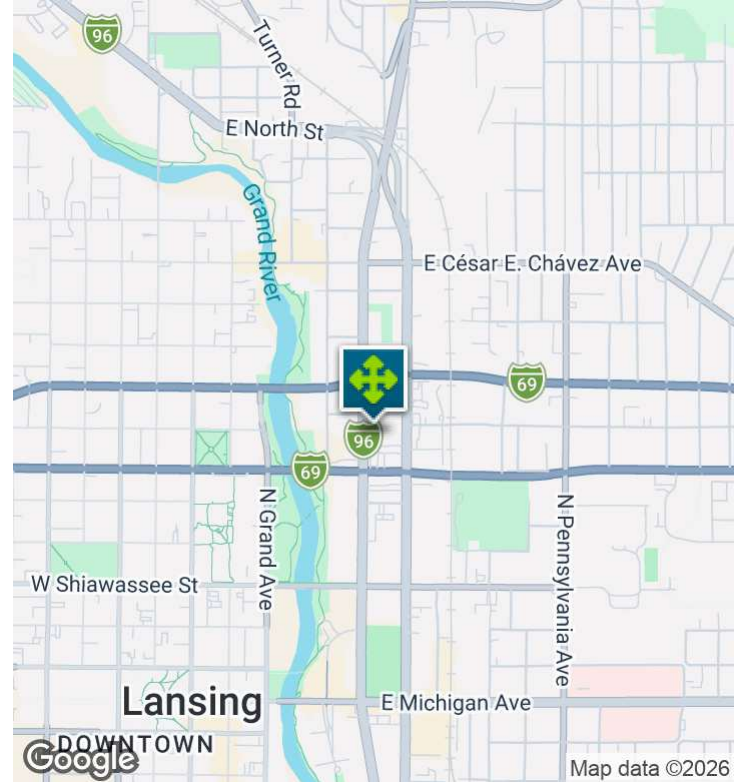 96
Turner Rd
E North St
Grand River
E César E. Chávez Ave
69
96
69
N Grand Ave
N Pennsylvania Ave
W Shiawassee St
Lansing
E Michigan Ave
DOWNTOWN
Google
Map data ©2026